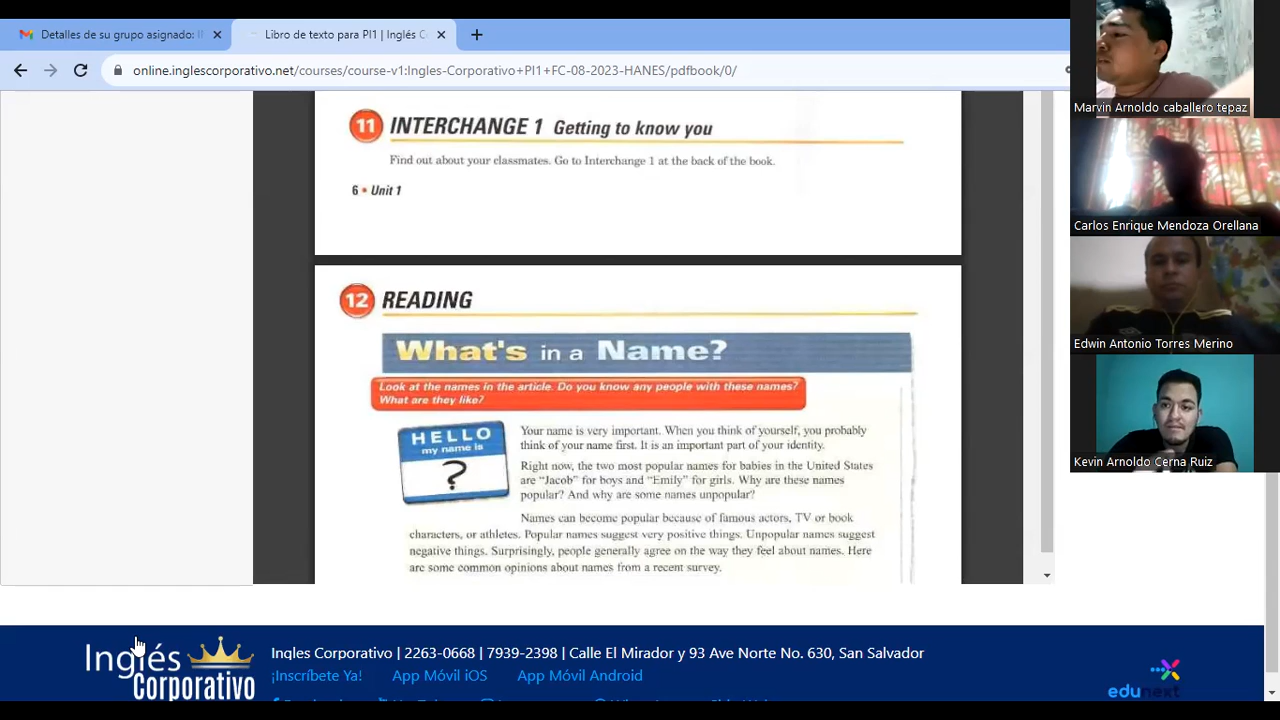 Detalles de su grupo asignado: I
Libro de texto para PI1 | Inglés C
online.inglescorporativo.net/courses/course-v1:Ingles-Corporativo+PI1+FC-08-2023-HANES/pdfbook/0/
11 INTERCHANGE 1 Getting to know you
Find out about your classmates. Go to Interchange 1 at the back of the book.
6 • Unit 1
12 READING
What's in a Name?
Look at the names in the article. Do you know any people with these names?
What are they like?
HELLO
my name is
?
Your name is very important. When you think of yourself, you probably
think of your name first. It is an important part of your identity.
Right now, the two most popular names for babies in the United States
are “Jacob” for boys and “Emily” for girls. Why are these names
popular? And why are some names unpopular?
Names can become popular because of famous actors, TV or book
characters, or athletes. Popular names suggest very positive things. Unpopular names suggest
negative things. Surprisingly, people generally agree on the way they feel about names. Here
are some common opinions about names from a recent survey.
Inglés
Corporativo
Ingles Corporativo | 2263-0668 | 7939-2398 | Calle El Mirador y 93 Ave Norte No. 630, San Salvador
¡Inscríbete Ya! App Móvil iOS App Móvil Android
edunext
Marvin Arnoldo caballero tepaz
Carlos Enrique Mendoza Orellana
Edwin Antonio Torres Merino
Kevin Arnoldo Cerna Ruiz